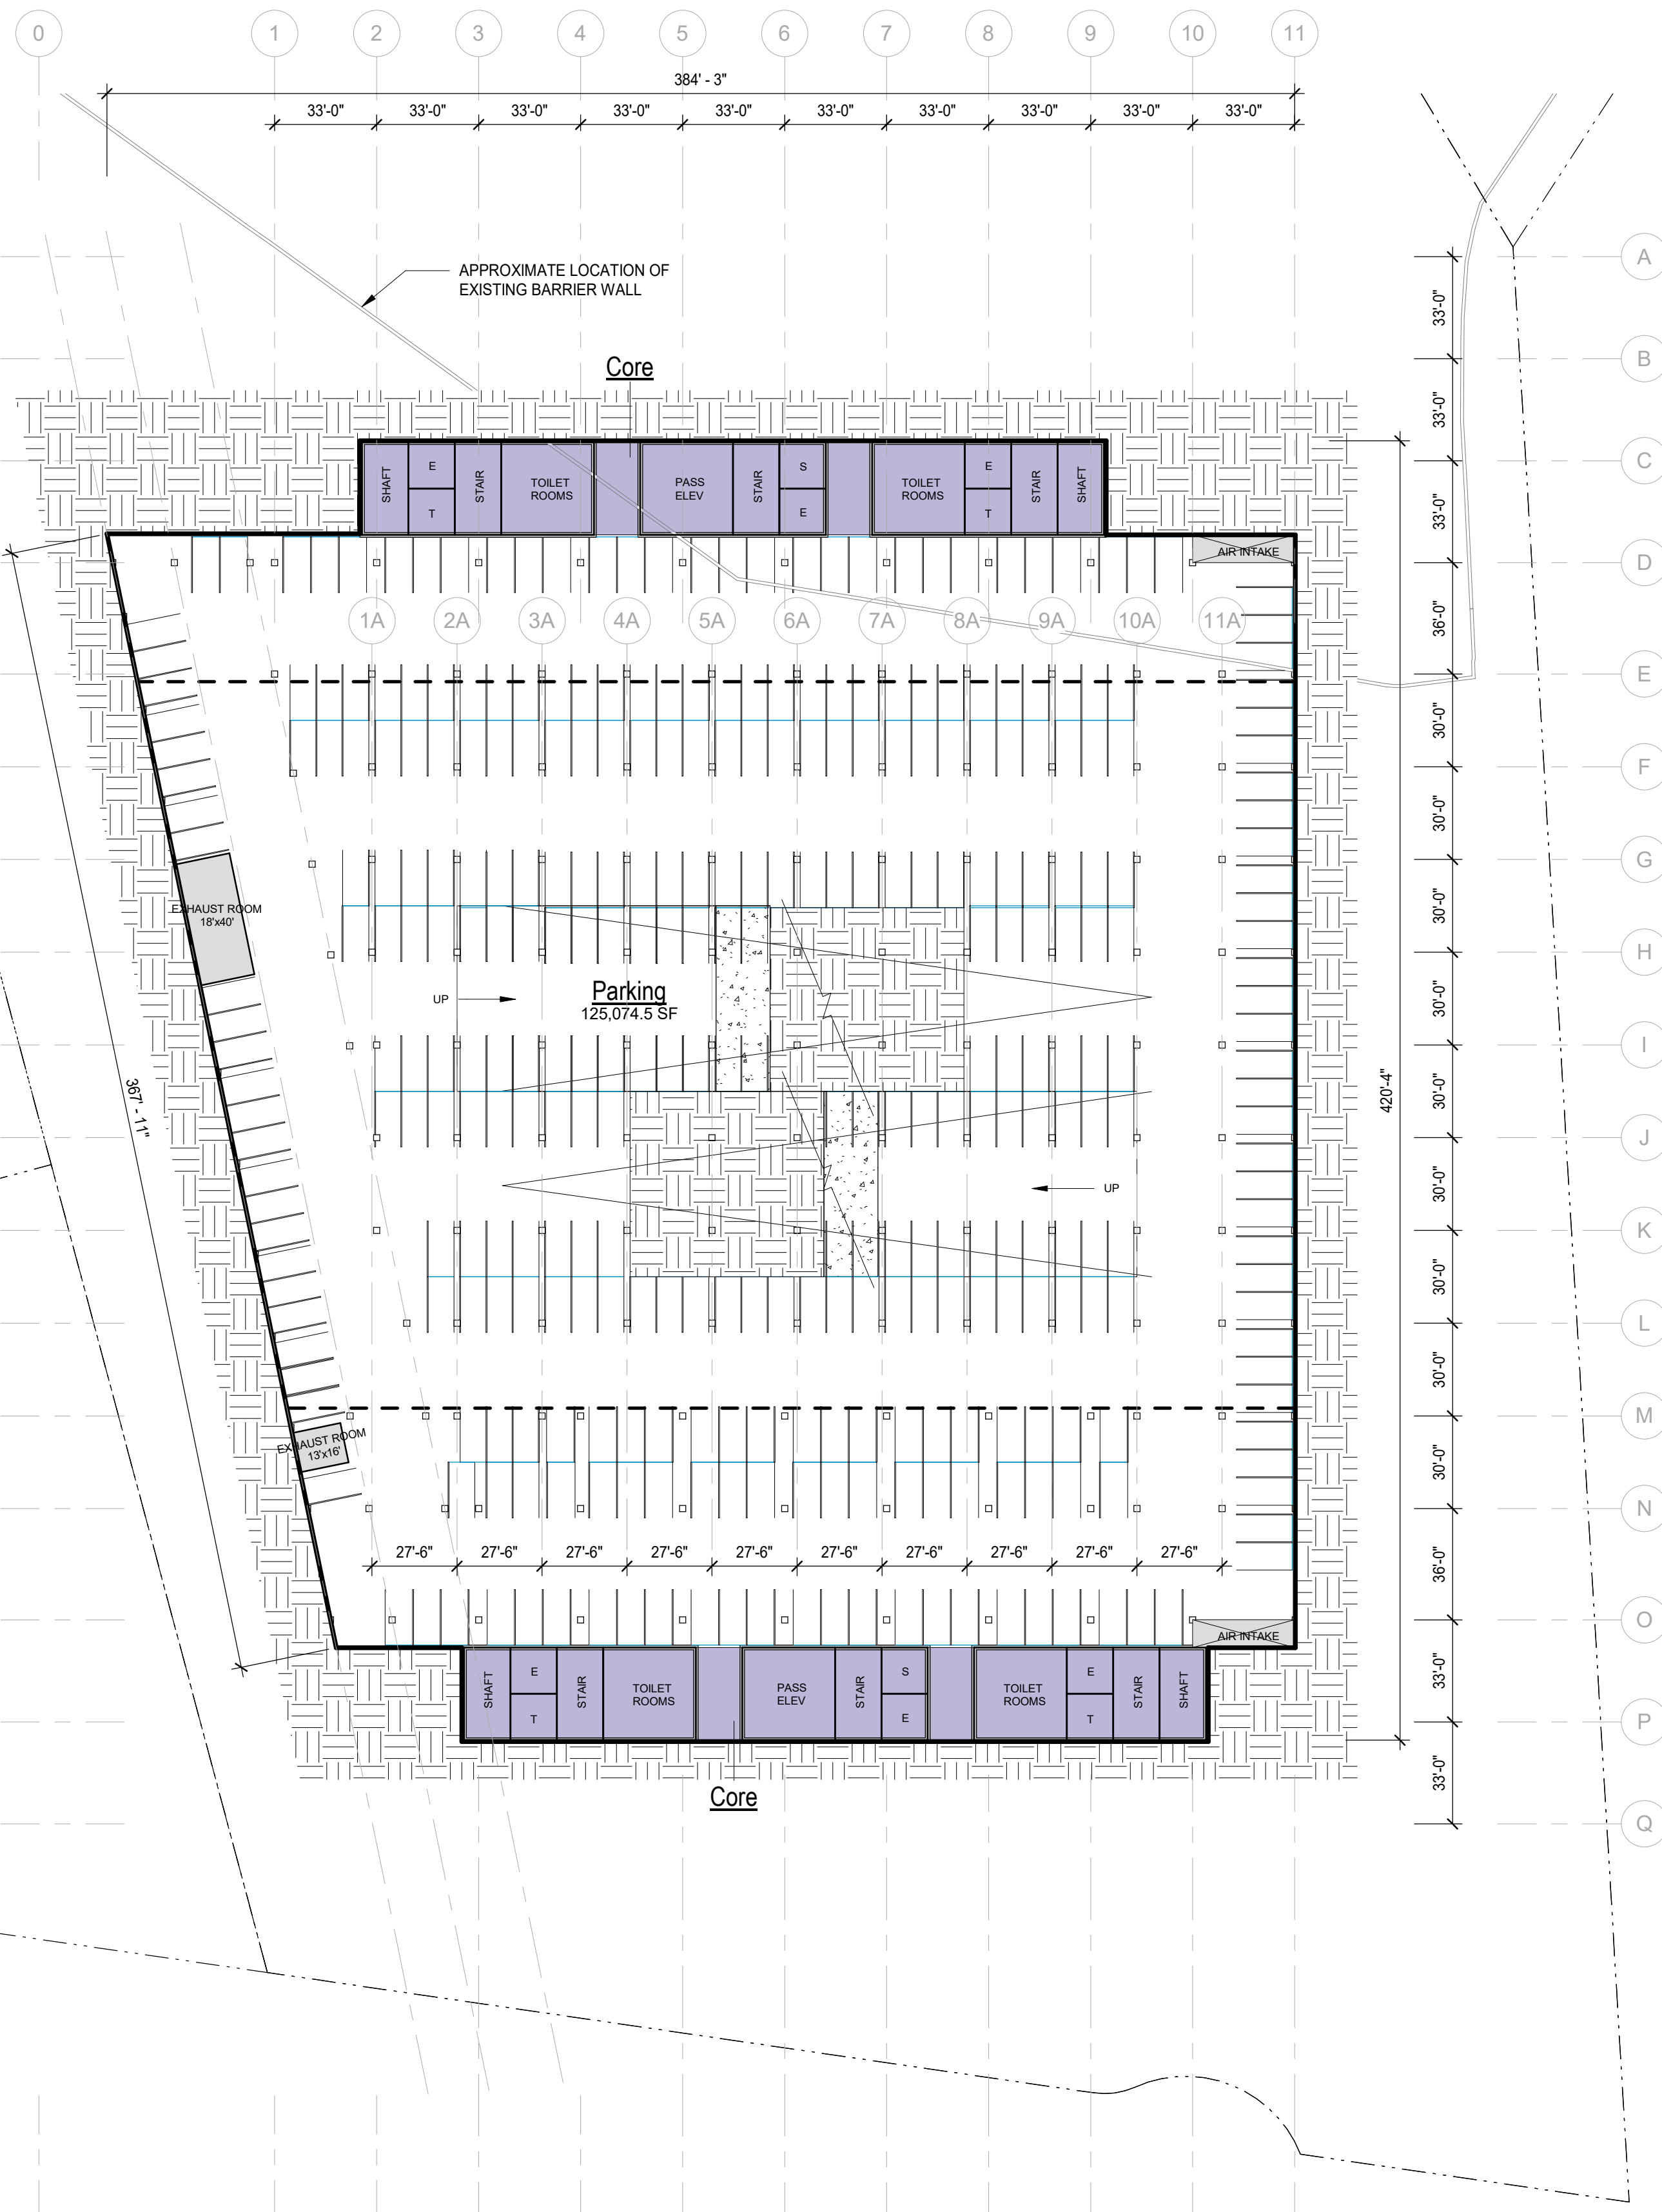 0 1 2 3 4 5 6 7 8 9 10 11
384' - 3"
33'-0" 33'-0" 33'-0" 33'-0" 33'-0" 33'-0" 33'-0" 33'-0" 33'-0" 33'-0"
A
APPROXIMATE LOCATION OF
EXISTING BARRIER WALL
33'-0"
B
Core
33'-0"
C
SHAFT
E
T
STAIR
TOILET
ROOMS
PASS
ELEV
STAIR
S
E
TOILET
ROOMS
E
T
STAIR
SHAFT
33'-0"
AIR INTAKE
D
36'-0"
1A 2A 3A 4A 5A 6A 7A 8A 9A 10A 11A
E
30'-0"
F
30'-0"
G
EXHAUST ROOM
18'x40'
30'-0"
H
UP
Parking
125,074.5 SF
30'-0"
I
367' - 11"
420'-4"
30'-0"
J
UP
30'-0"
K
30'-0"
L
30'-0"
M
EXHAUST ROOM
13'x16'
30'-0"
N
27'-6" 27'-6" 27'-6" 27'-6" 27'-6" 27'-6" 27'-6" 27'-6" 27'-6" 27'-6"
36'-0"
O
AIR INTAKE
SHAFT
E
T
STAIR
TOILET
ROOMS
PASS
ELEV
STAIR
S
E
TOILET
ROOMS
E
T
STAIR
SHAFT
33'-0"
P
33'-0"
Core
Q